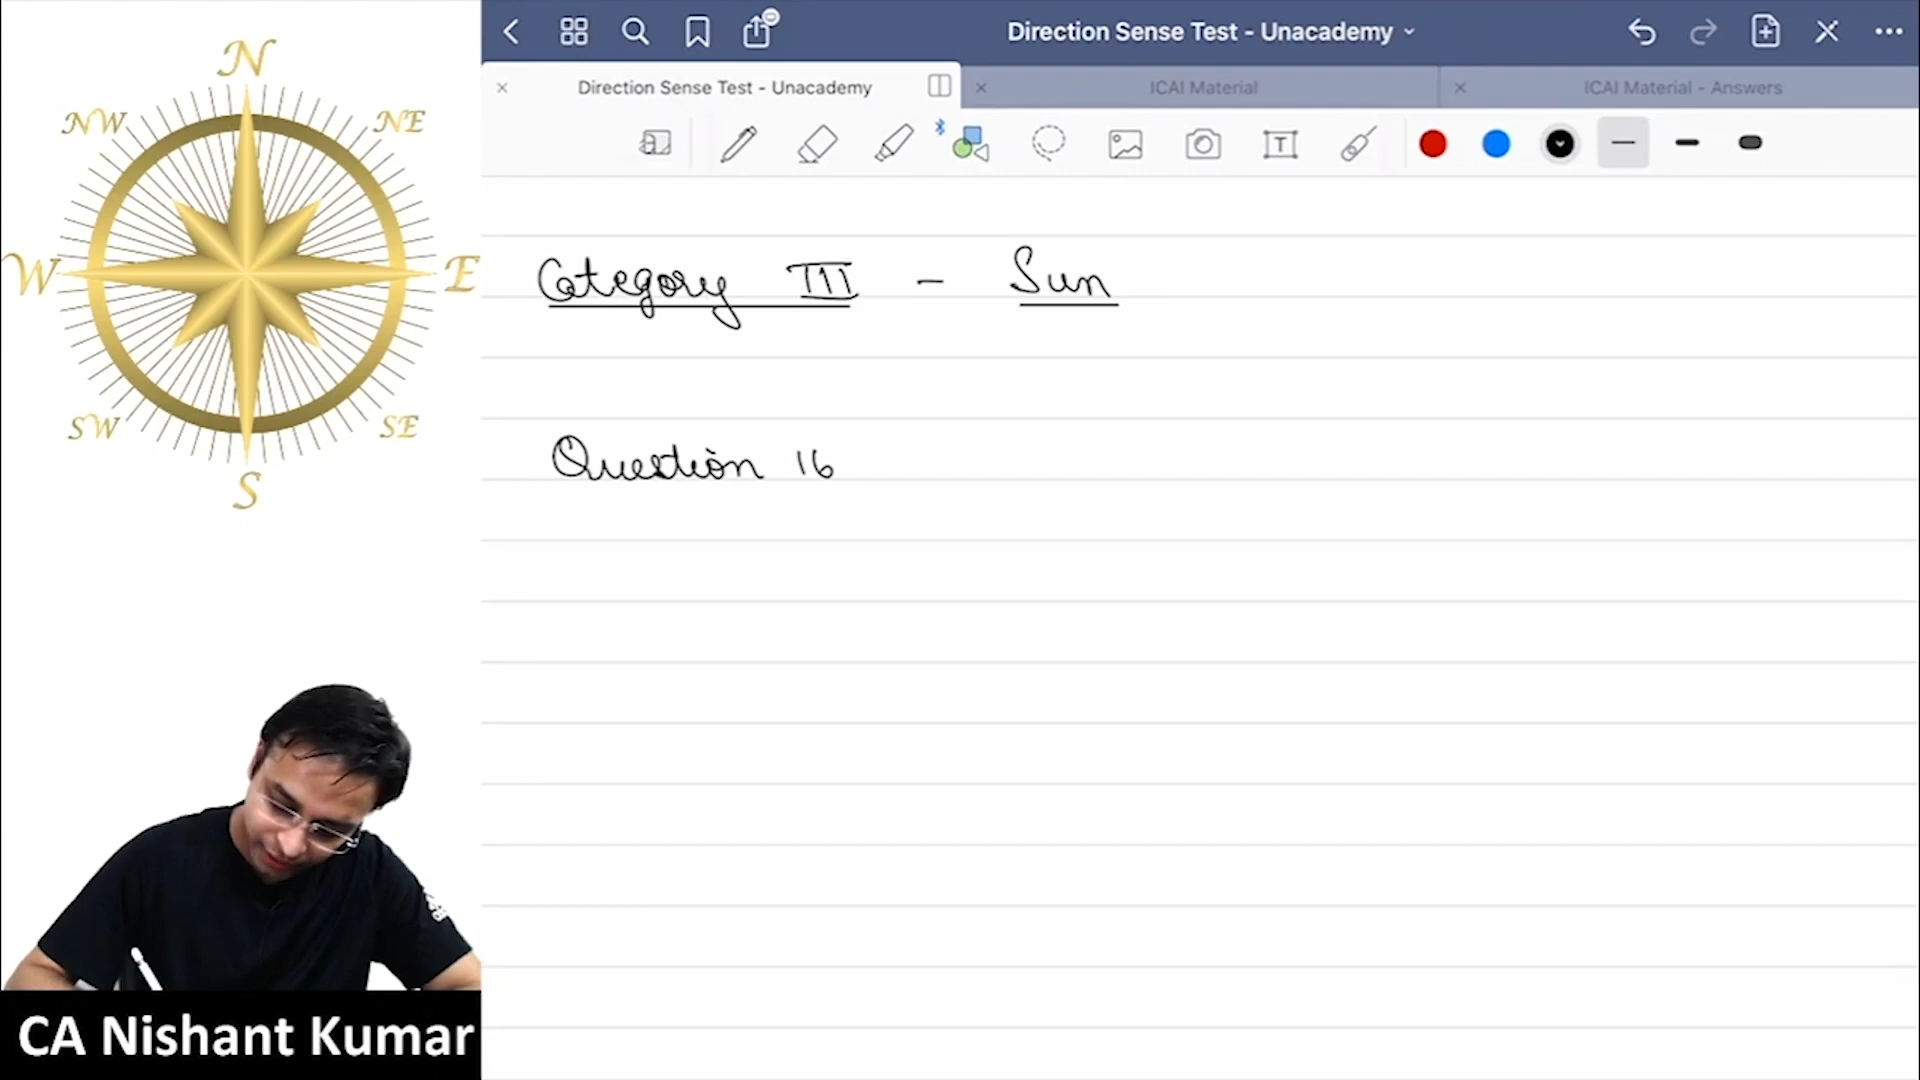 N
NW NE
W E
SW SE
S
Direction Sense Test - Unacademy
Direction Sense Test - Unacademy
ICAI Material
ICAI Material - Answers
T
Category III - Sun
Question 16
CA Nishant Kumar